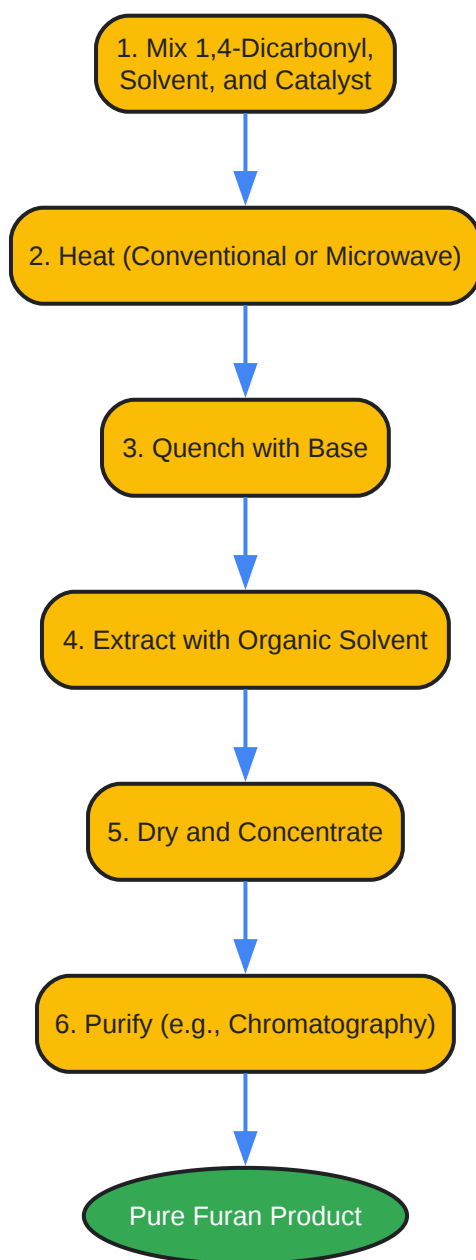 1. Mix 1,4-Dicarbonyl,
Solvent, and Catalyst
2. Heat (Conventional or Microwave)
3. Quench with Base
4. Extract with Organic Solvent
5. Dry and Concentrate
6. Purify (e.g., Chromatography)
Pure Furan Product